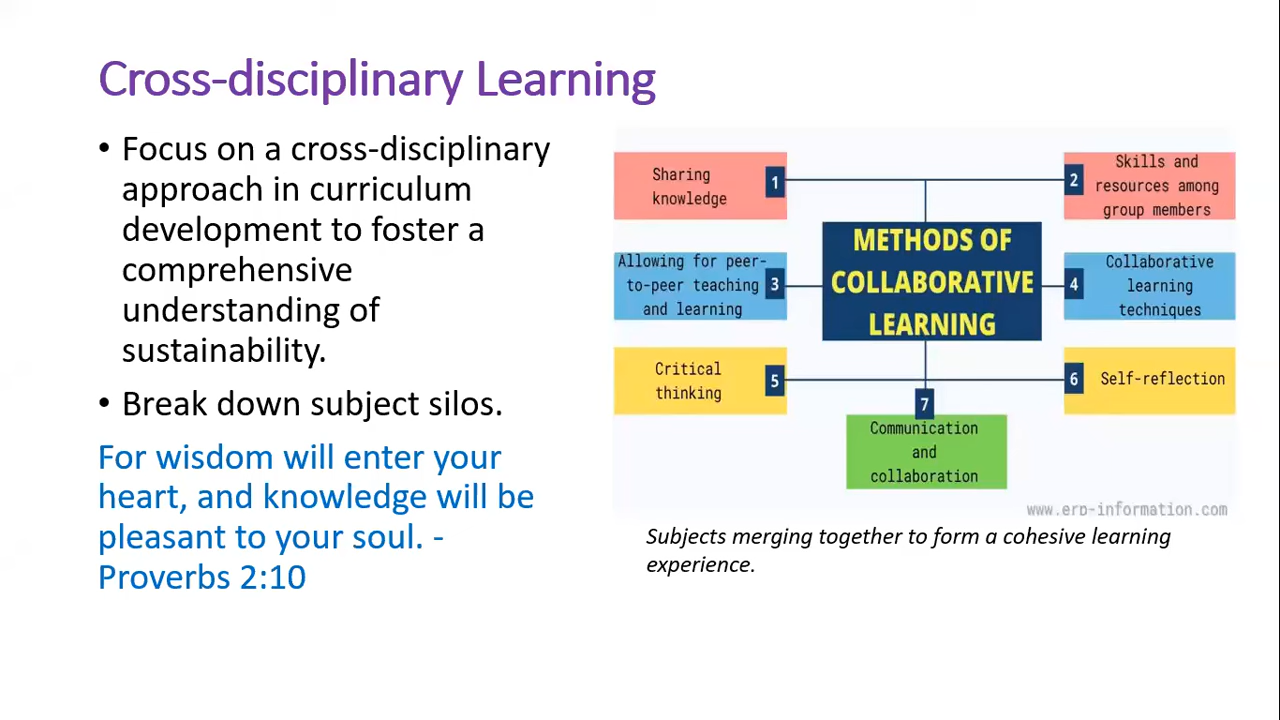 Cross-disciplinary Learning
• Focus on a cross-disciplinary
approach in curriculum
development to foster a
comprehensive
understanding of
sustainability.
• Break down subject silos.
For wisdom will enter your
heart, and knowledge will be
pleasant to your soul. -
Proverbs 2:10
METHODS OF
COLLABORATIVE
LEARNING
1
Sharing
knowledge
2
Skills and
resources among
group members
3
Allowing for peer-
to-peer teaching
and learning
4
Collaborative
learning
techniques
5
Critical
thinking
6
Self-reflection
7
Communication
and
collaboration
www.erp-information.com
Subjects merging together to form a cohesive learning
experience.